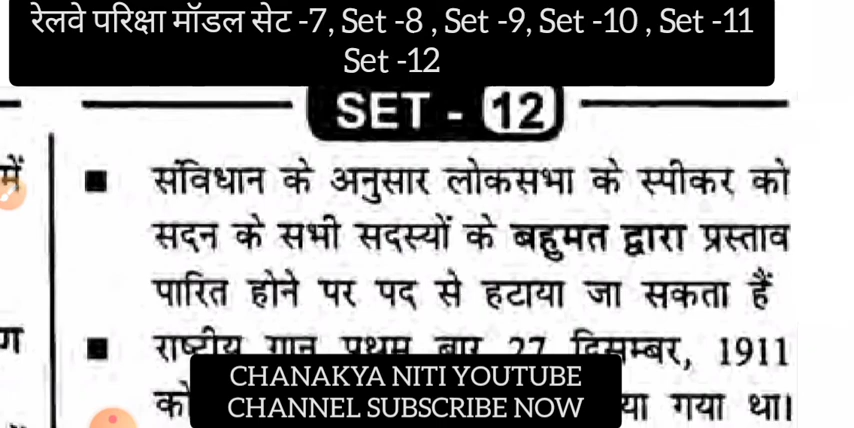 रेलवे परिक्षा मॉडल सेट -7, Set -8 , Set -9, Set -10 , Set -11
Set -12
SET - 12
में
■ संविधान के अनुसार लोकसभा के स्पीकर को
सदन के सभी सदस्यों के बहुमत द्वारा प्रस्ताव
पारित होने पर पद से हटाया जा सकता हैं
■ राष्ट्रीय गान प्रथम बार 27 दिसम्बर, 1911
को या गया था।
CHANAKYA NITI YOUTUBE
CHANNEL SUBSCRIBE NOW